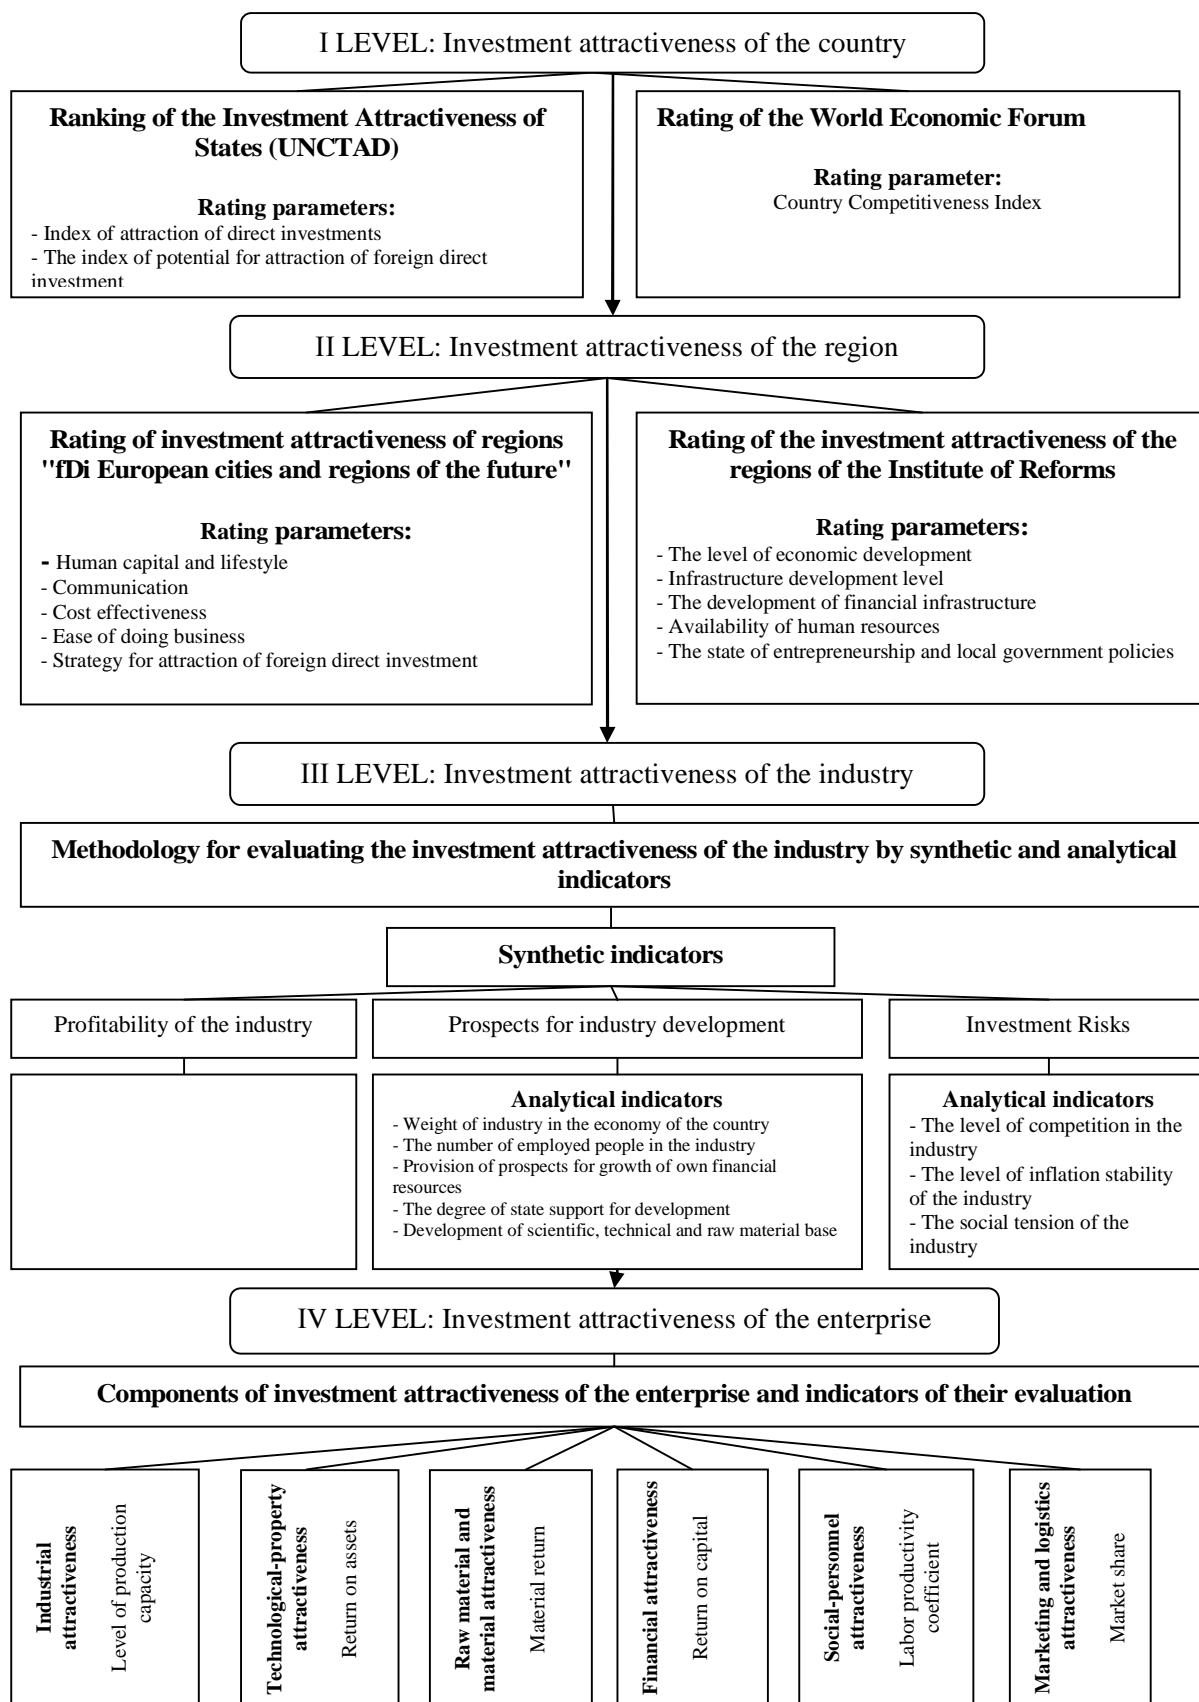 I LEVEL: Investment attractiveness of the country
Ranking of the Investment Attractiveness of
States (UNCTAD)
Rating parameters:
- Index of attraction of direct investments
- The index of potential for attraction of foreign direct
investment
Rating of the World Economic Forum
Rating parameter:
Country Competitiveness Index
II LEVEL: Investment attractiveness of the region
Rating of investment attractiveness of regions
"fDi European cities and regions of the future"
Rating parameters:
- Human capital and lifestyle
- Communication
- Cost effectiveness
- Ease of doing business
- Strategy for attraction of foreign direct investment
Rating of the investment attractiveness of the
regions of the Institute of Reforms
Rating parameters:
- The level of economic development
- Infrastructure development level
- The development of financial infrastructure
- Availability of human resources
- The state of entrepreneurship and local government policies
III LEVEL: Investment attractiveness of the industry
Methodology for evaluating the investment attractiveness of the industry by synthetic and analytical
indicators
Synthetic indicators
Profitability of the industry
Prospects for industry development
Investment Risks
Analytical indicators
- Weight of industry in the economy of the country
- The number of employed people in the industry
- Provision of prospects for growth of own financial
resources
- The degree of state support for development
- Development of scientific, technical and raw material base
Analytical indicators
- The level of competition in the
industry
- The level of inflation stability
of the industry
- The social tension of the
industry
IV LEVEL: Investment attractiveness of the enterprise
Components of investment attractiveness of the enterprise and indicators of their evaluation
Industrial
attractiveness
Level of production
capacity
Technological-property
attractiveness
Return on assets
Raw material and
material attractiveness
Material return
Financial attractiveness
Return on capital
Social-personnel
attractiveness
Labor productivity
coefficient
Marketing and logistics
attractiveness
Market share